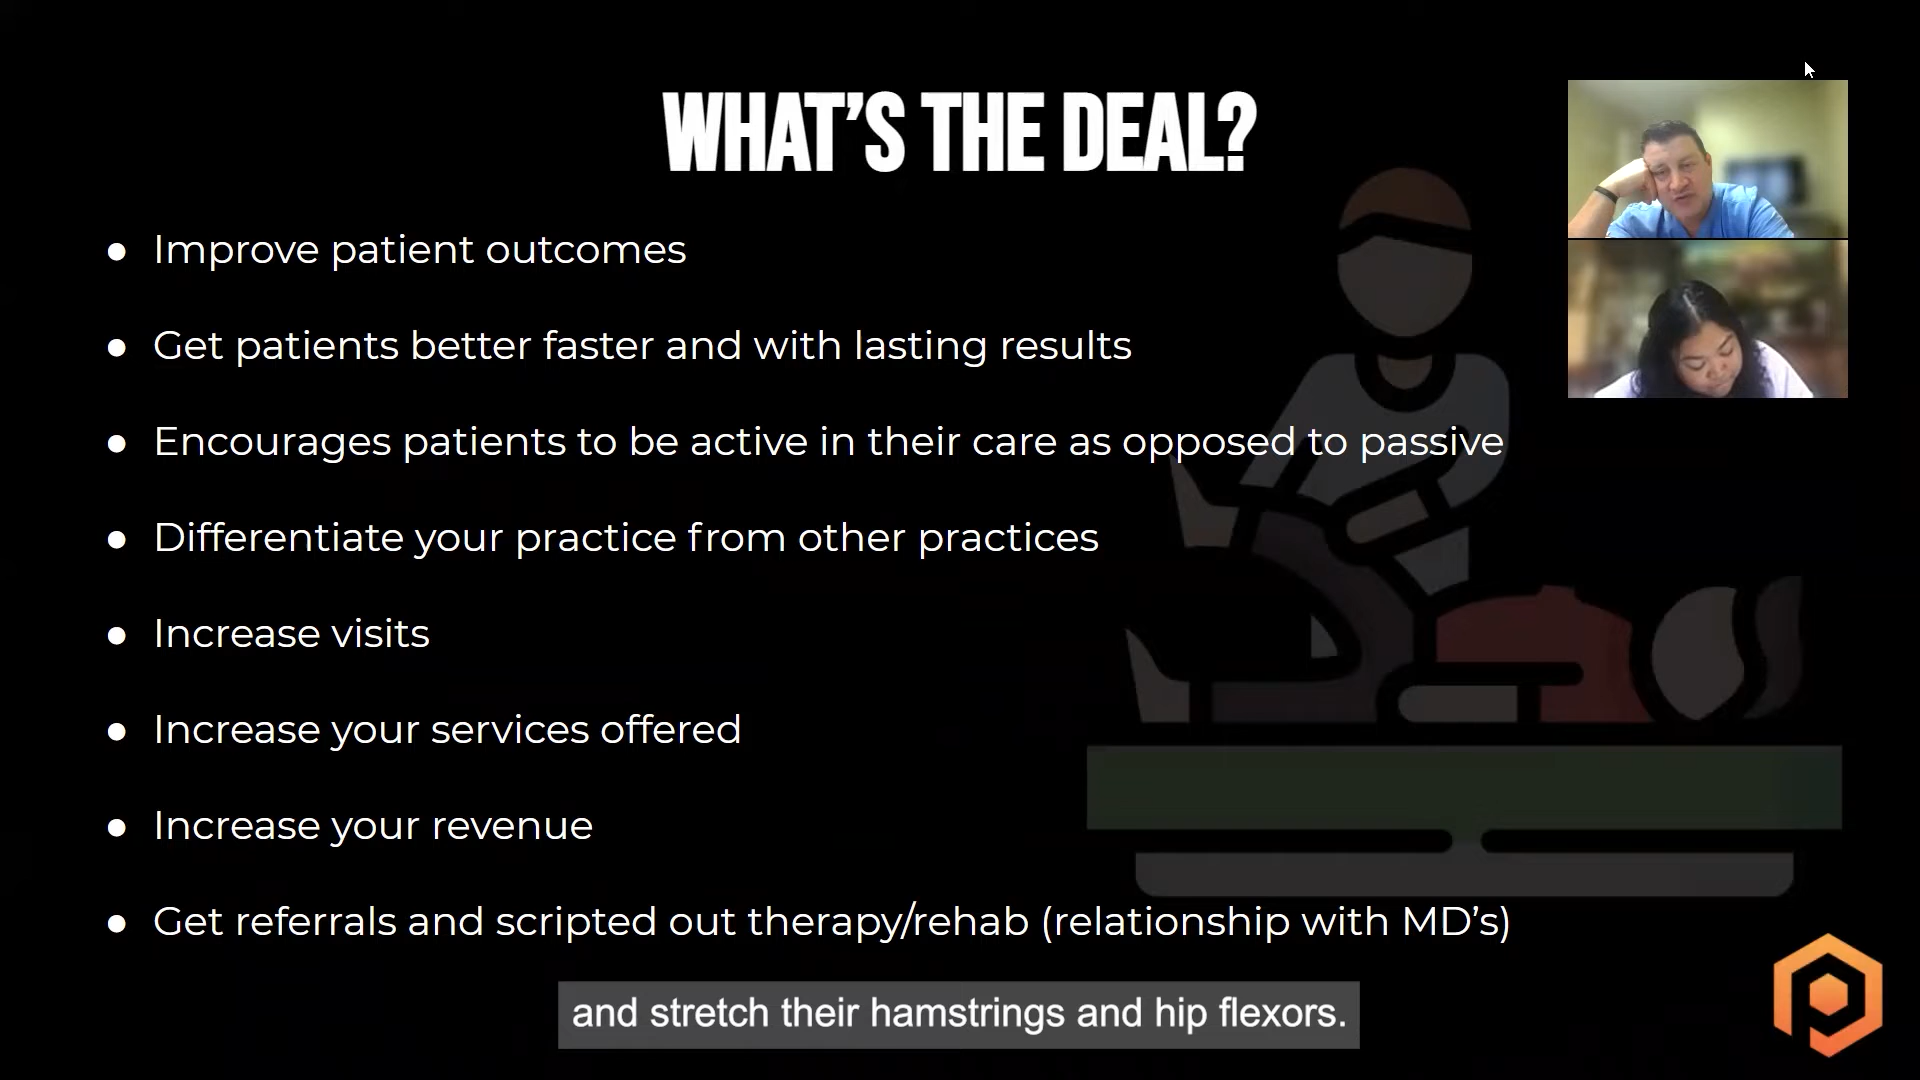 WHAT'S THE DEAL?
● Improve patient outcomes
● Get patients better faster and with lasting results
● Encourages patients to be active in their care as opposed to passive
● Differentiate your practice from other practices
● Increase visits
● Increase your services offered
● Increase your revenue
● Get referrals and scripted out therapy/rehab (relationship with MD's)
and stretch their hamstrings and hip flexors.